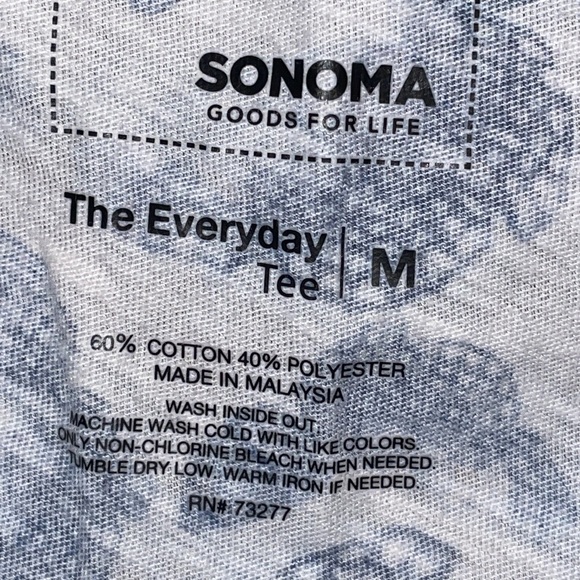 SONOMA
GOODS FOR LIFE
The Everyday
Tee
M
60% COTTON 40% POLYESTER
MADE IN MALAYSIA
WASH INSIDE OUT.
MACHINE WASH COLD WITH LIKE COLORS.
ONLY NON-CHLORINE BLEACH WHEN NEEDED.
TUMBLE DRY LOW. WARM IRON IF NEEDED.
RN# 73277